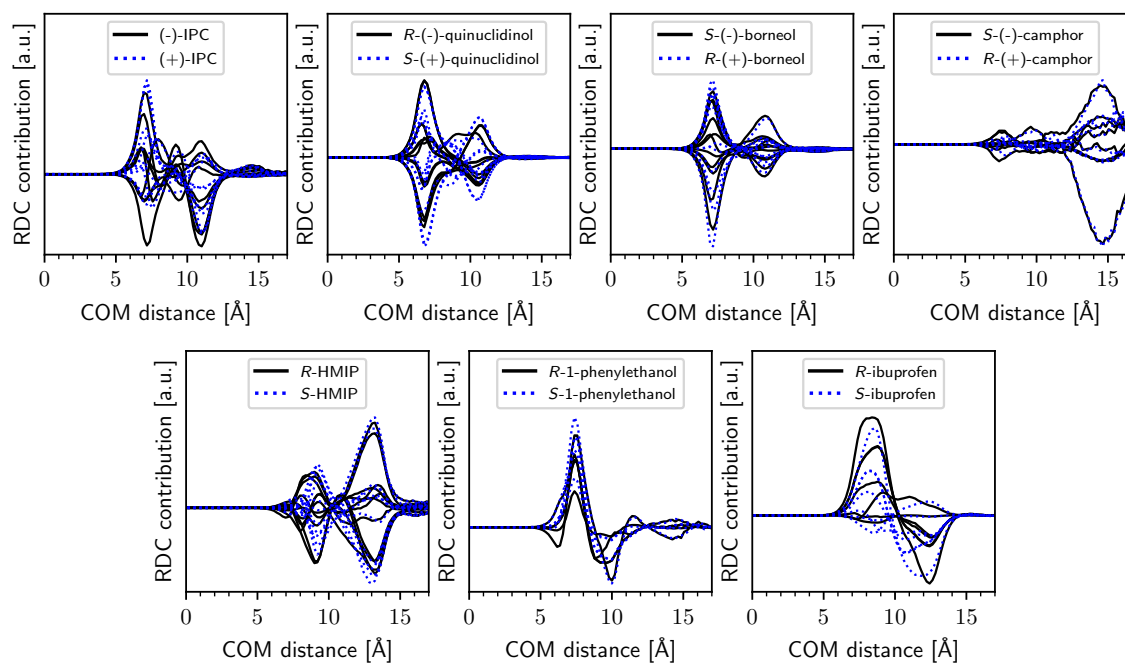 RDC contribution [a.u.]
(-)-IPC
(+)-IPC
0 5 10 15
COM distance [Å]
RDC contribution [a.u.]
R-(-)-quinuclidinol
S-(+)-quinuclidinol
0 5 10 15
COM distance [Å]
RDC contribution [a.u.]
S-(-)-borneol
R-(+)-borneol
0 5 10 15
COM distance [Å]
RDC contribution [a.u.]
S-(-)-camphor
R-(+)-camphor
0 5 10 15
COM distance [Å]
RDC contribution [a.u.]
R-HMIP
S-HMIP
0 5 10 15
COM distance [Å]
RDC contribution [a.u.]
R-1-phenylethanol
S-1-phenylethanol
0 5 10 15
COM distance [Å]
RDC contribution [a.u.]
R-ibuprofen
S-ibuprofen
0 5 10 15
COM distance [Å]